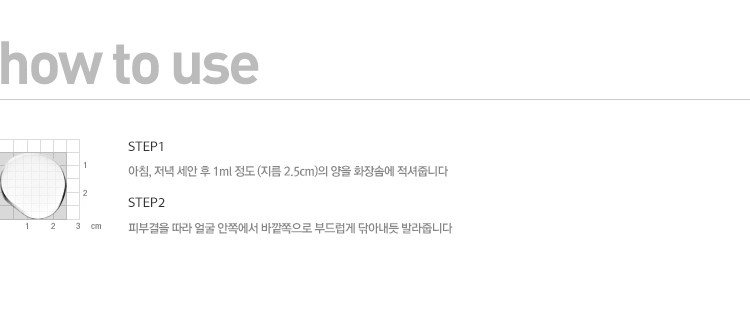 how to use
STEP1
아침, 저녁 세안 후 1ml 정도 (지름 2.5cm)의 양을 화장솜에 적셔줍니다
1
2
STEP2
1 2 3 cm
피부결을 따라 얼굴 안쪽에서 바깥쪽으로 부드럽게 닦아내듯 발라줍니다